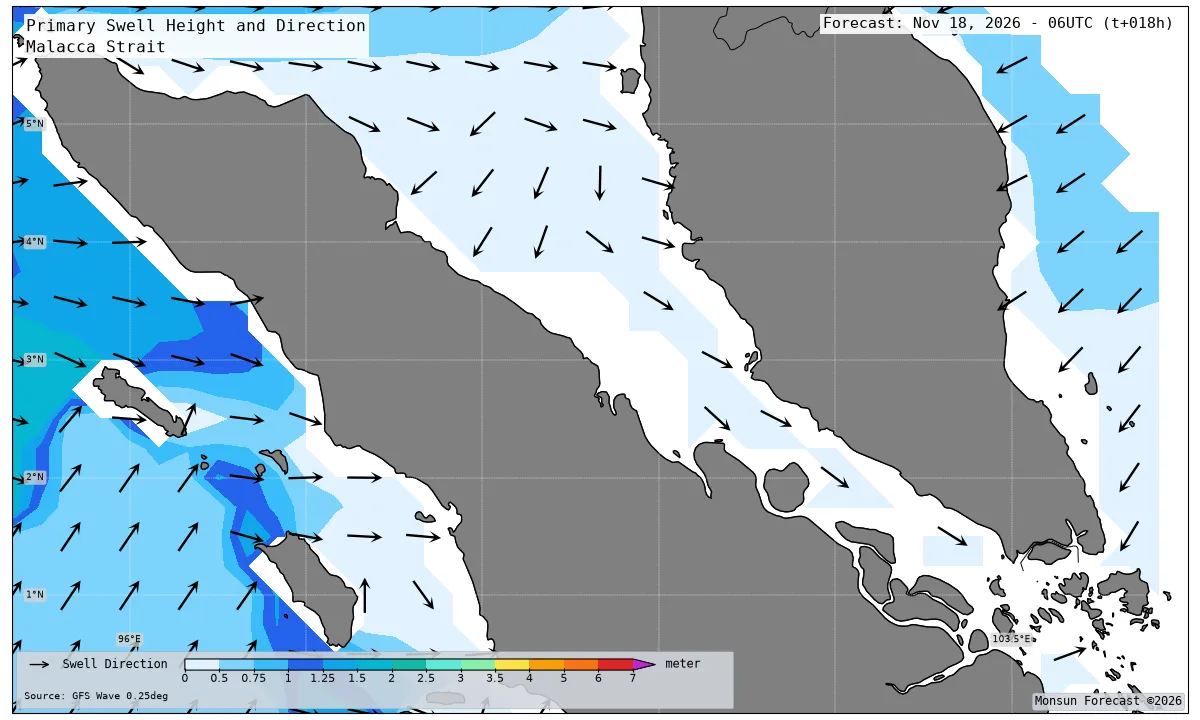 Primary Swell Height and Direction
Malacca Strait
Forecast: Nov 18, 2026 - 06UTC (t+018h)
5°N
4°N
3°N
2°N
1°N
96°E
103.5°E
Swell Direction
meter
0 0.5 0.75 1 1.25 1.5 2 2.5 3 3.5 4 5 6 7
Source: GFS Wave 0.25deg
Monsun Forecast ©2026